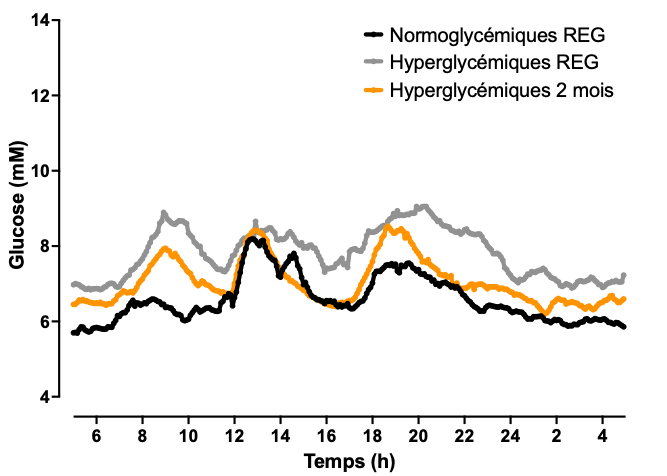 14
Normoglycémiques REG
Hyperglycémiques REG
Hyperglycémiques 2 mois
12
10
8
6
4
Glucose (mM)
6 8 10 12 14 16 18 20 22 24 2 4
Temps (h)